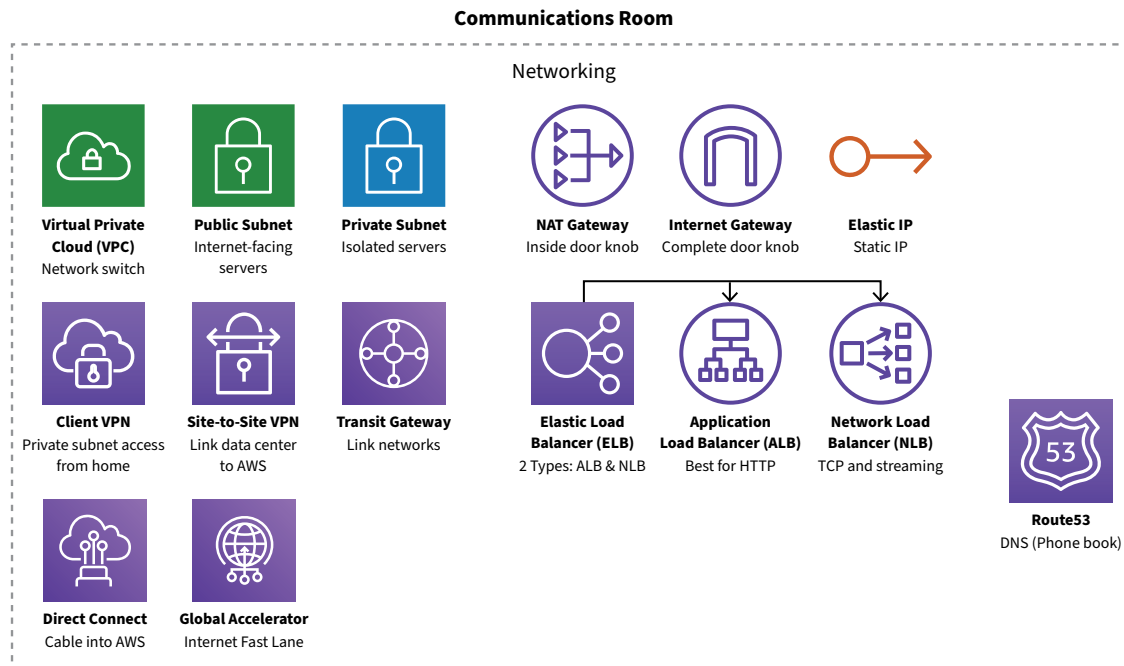 Communications Room
Networking
Virtual Private
Cloud (VPC)
Network switch
Public Subnet
Internet-facing
servers
Private Subnet
Isolated servers
NAT Gateway
Inside door knob
Internet Gateway
Complete door knob
Elastic IP
Static IP
Client VPN
Private subnet access
from home
Site-to-Site VPN
Link data center
to AWS
Transit Gateway
Link networks
Elastic Load
Balancer (ELB)
2 Types: ALB & NLB
Application
Load Balancer (ALB)
Best for HTTP
Network Load
Balancer (NLB)
TCP and streaming
53
Route53
DNS (Phone book)
Direct Connect
Cable into AWS
Global Accelerator
Internet Fast Lane